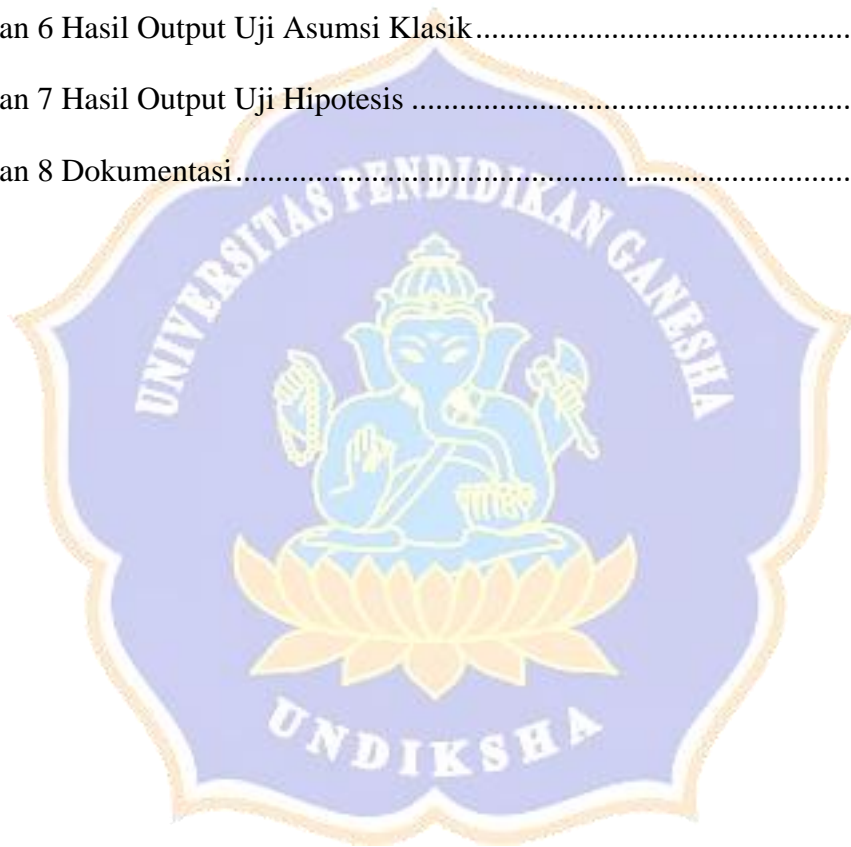 an 6 Hasil Output Uji Asumsi Klasik...............................................
an 7 Hasil Output Uji Hipotesis .......................................................
an 8 Dokumentasi.............................................................................
UNIVERSITAS PENDIDIKAN GANESHA
UNDIKSHA